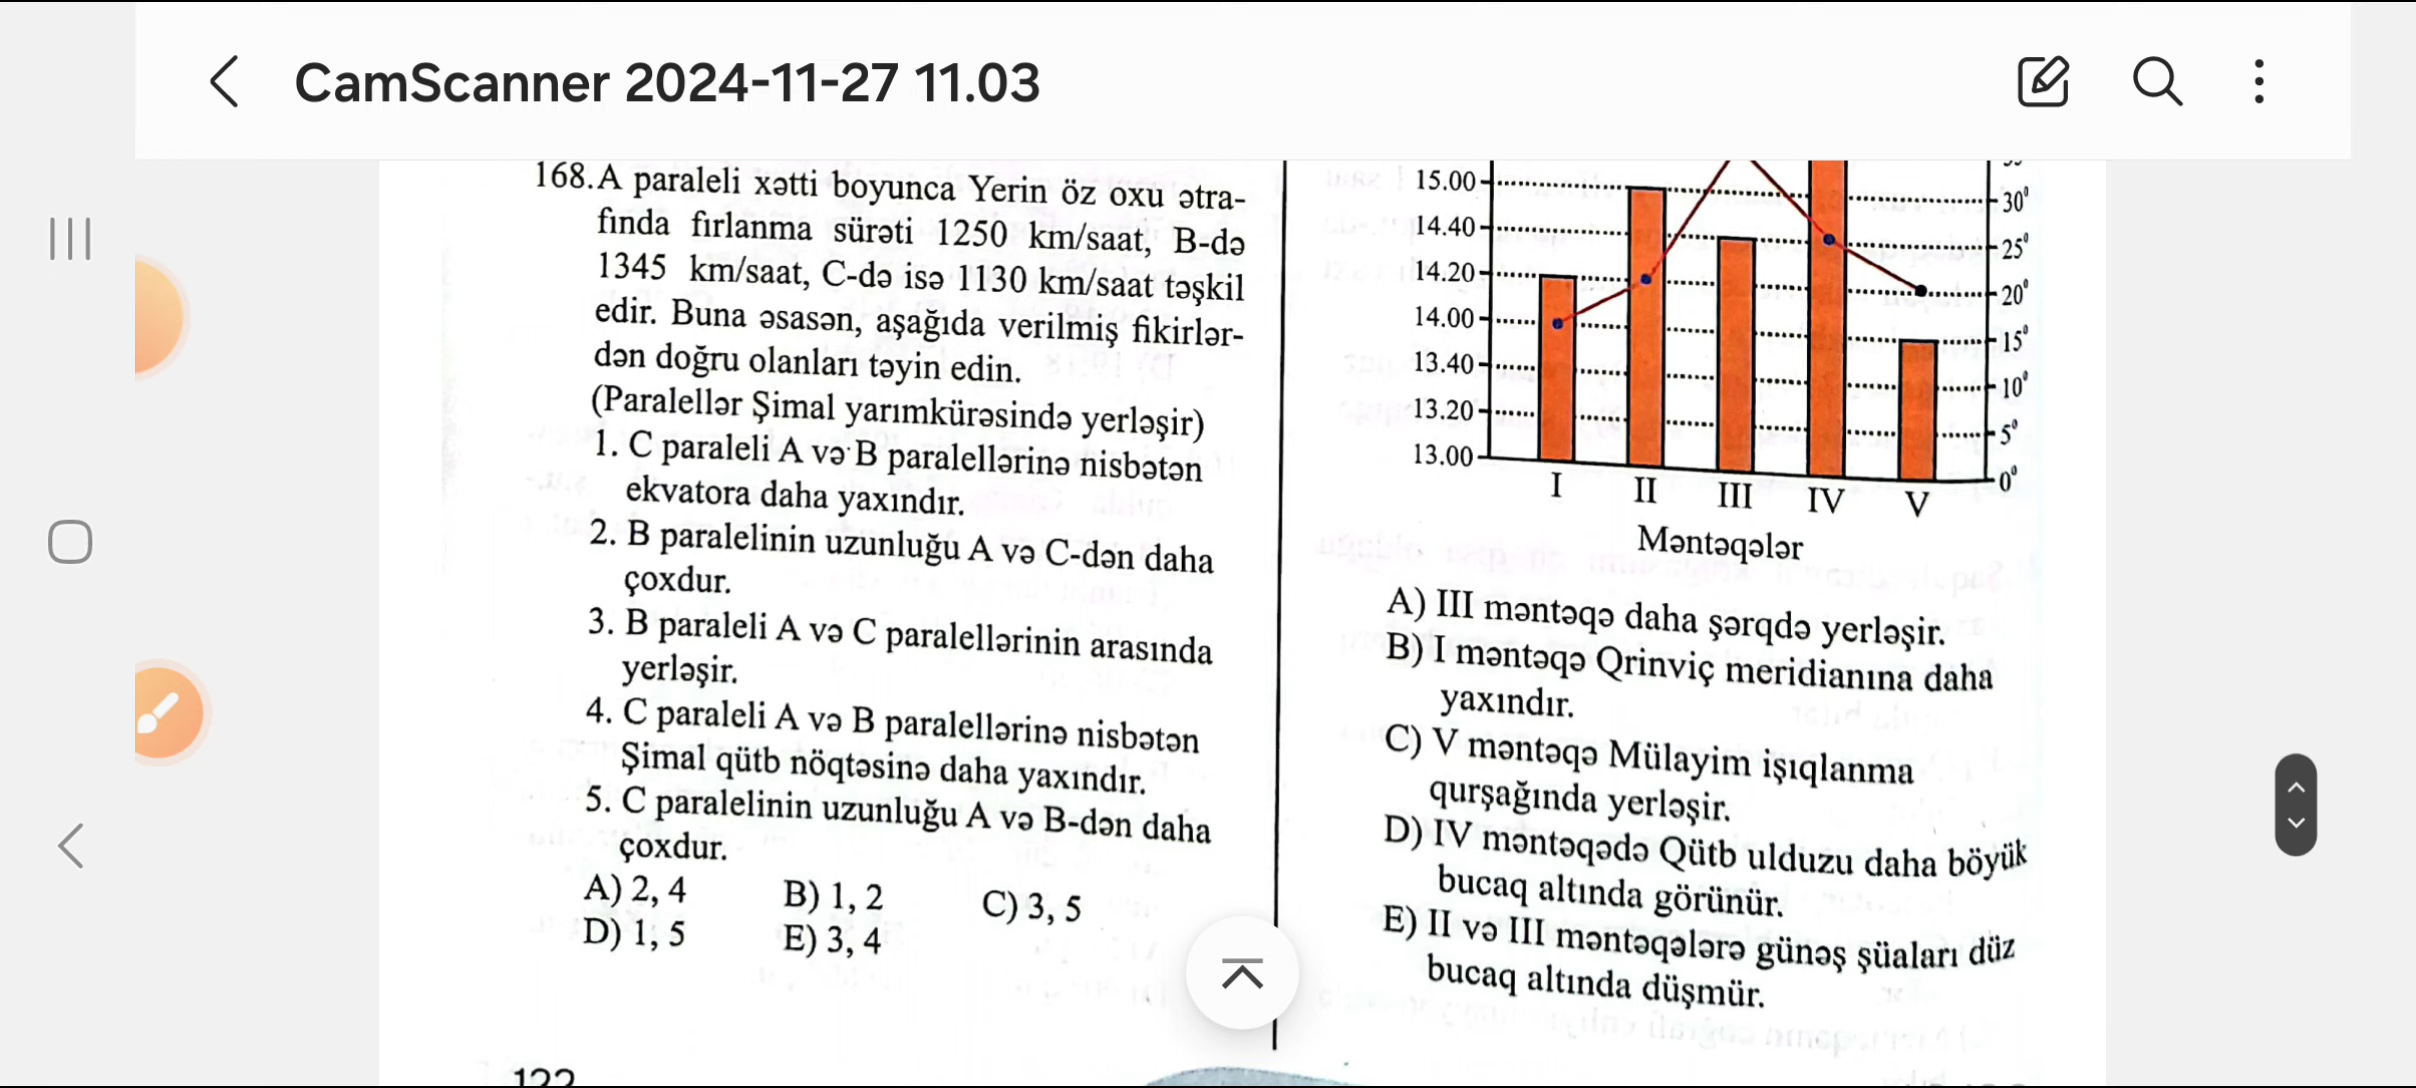 CamScanner 2024-11-27 11.03
168. A paraleli xətti boyunca Yerin öz oxu ətra-
fında fırlanma sürəti 1250 km/saat, B-də
1345 km/saat, C-də isə 1130 km/saat təşkil
edir. Buna əsasən, aşağıda verilmiş fikirlər-
dən doğru olanları təyin edin.
(Paralellər Şimal yarımkürəsində yerləşir)
1. C paraleli A və B paralellərinə nisbətən
ekvatora daha yaxındır.
2. B paralelinin uzunluğu A və C-dən daha
çoxdur.
3. B paraleli A və C paralellərinin arasında
yerləşir.
4. C paraleli A və B paralellərinə nisbətən
Şimal qütb nöqtəsinə daha yaxındır.
5. C paralelinin uzunluğu A və B-dən daha
çoxdur.
A) 2, 4 B) 1, 2 C) 3, 5
D) 1, 5 E) 3, 4
15.00 30⁰
14.40 25⁰
14.20 20⁰
14.00 15⁰
13.40 10⁰
13.20 5⁰
13.00 0⁰
I II III IV V
Məntəqələr
A) III məntəqə daha şərqdə yerləşir.
B) I məntəqə Qrinviç meridianına daha
yaxındır.
C) V məntəqə Mülayim işıqlanma
qurşağında yerləşir.
D) IV məntəqədə Qütb ulduzu daha böyük
bucaq altında görünür.
E) II və III məntəqələrə günəş şüaları düz
bucaq altında düşmür.